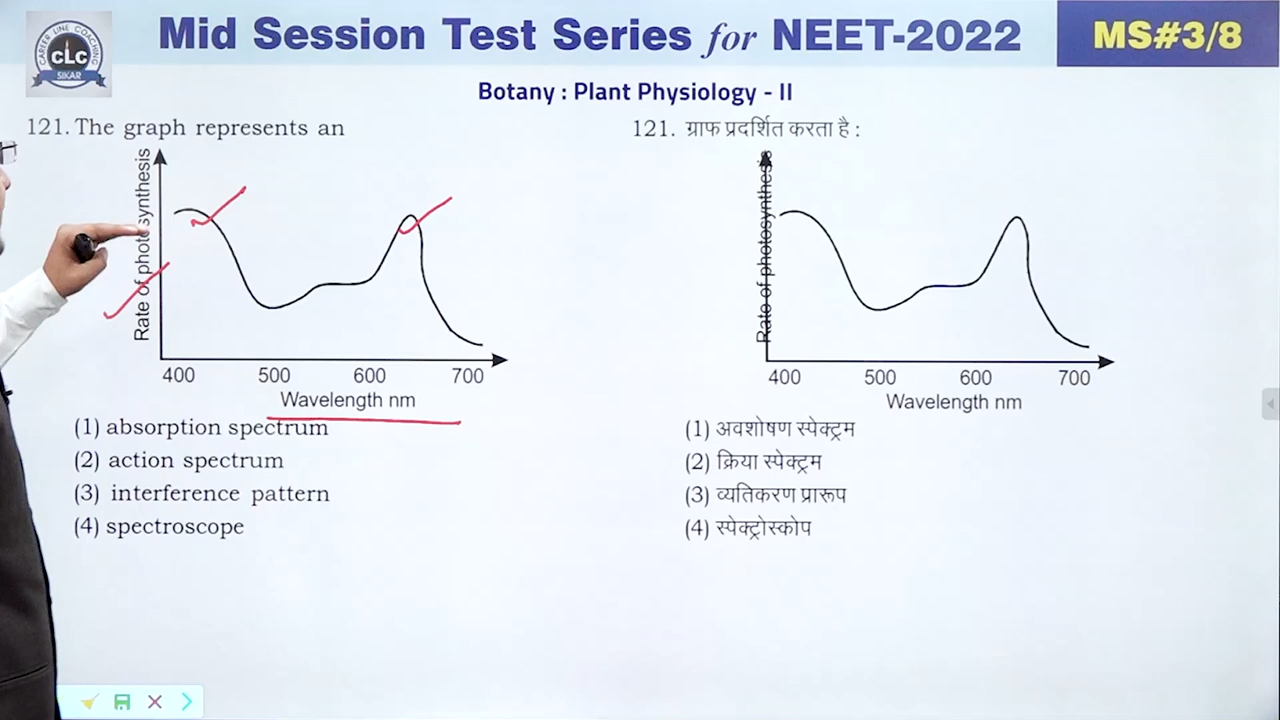 CAREER LINE COACHING
CLC
SIKAR
Mid Session Test Series for NEET-2022
MS#3/8
Botany : Plant Physiology - II
121. The graph represents an
Rate of photosynthesis
400 500 600 700
Wavelength nm
(1) absorption spectrum
(2) action spectrum
(3) interference pattern
(4) spectroscope
121. ग्राफ प्रदर्शित करता है :
Rate of photosynthesis
400 500 600 700
Wavelength nm
(1) अवशोषण स्पेक्ट्रम
(2) क्रिया स्पेक्ट्रम
(3) व्यतिकरण प्रारूप
(4) स्पेक्ट्रोस्कोप